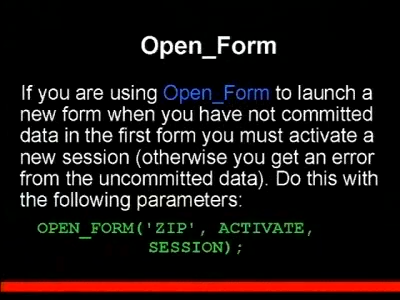 Open_Form
If you are using Open_Form to launch a
new form when you have not committed
data in the first form you must activate a
new session (otherwise you get an error
from the uncommitted data). Do this with
the following parameters:
OPEN_FORM('ZIP', ACTIVATE,
SESSION);